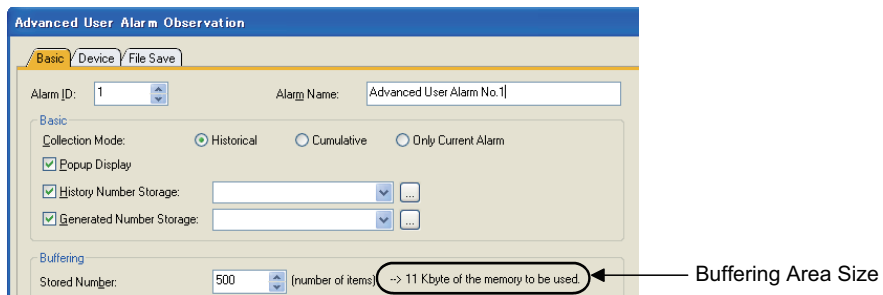 Advanced User Alarm Observation
Basic Device File Save
Alarm ID: 1 Alarm Name: Advanced User Alarm No.1
Basic
Collection Mode: Historical Cumulative Only Current Alarm
Popup Display
History Number Storage: ...
Generated Number Storage: ...
Buffering
Stored Number: 500 (number of items) --> 11 Kbyte of the memory to be used.
Buffering Area Size